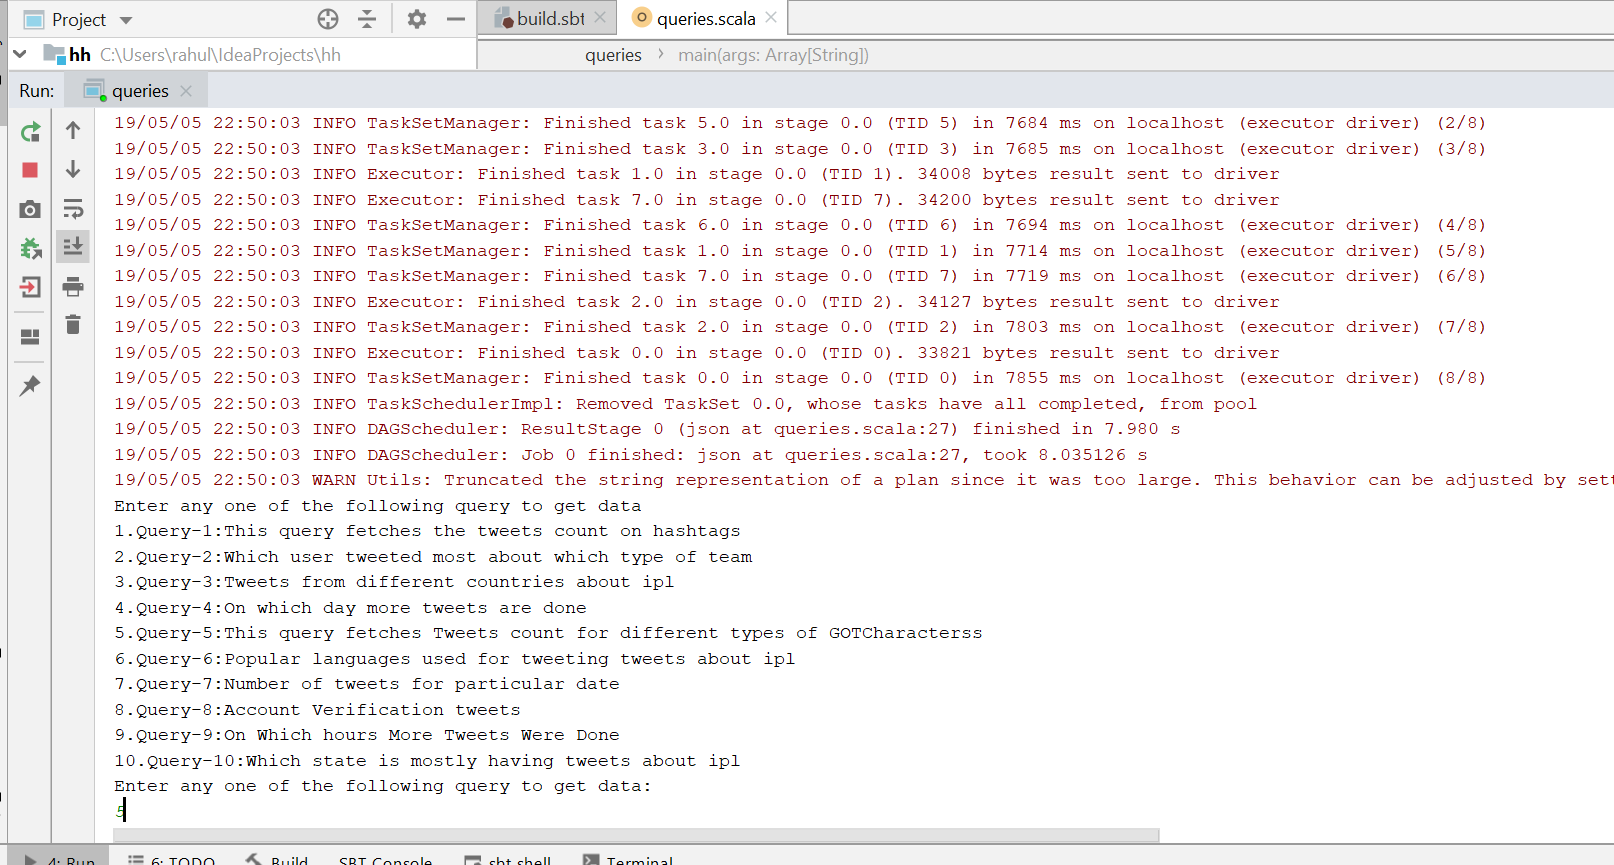 Project
build.sbt
queries.scala
hh C:\Users\rahul\IdeaProjects\hh
queries › main(args: Array[String])
Run: queries
19/05/05 22:50:03 INFO TaskSetManager: Finished task 5.0 in stage 0.0 (TID 5) in 7684 ms on localhost (executor driver) (2/8)
19/05/05 22:50:03 INFO TaskSetManager: Finished task 3.0 in stage 0.0 (TID 3) in 7685 ms on localhost (executor driver) (3/8)
19/05/05 22:50:03 INFO Executor: Finished task 1.0 in stage 0.0 (TID 1). 34008 bytes result sent to driver
19/05/05 22:50:03 INFO Executor: Finished task 7.0 in stage 0.0 (TID 7). 34200 bytes result sent to driver
19/05/05 22:50:03 INFO TaskSetManager: Finished task 6.0 in stage 0.0 (TID 6) in 7694 ms on localhost (executor driver) (4/8)
19/05/05 22:50:03 INFO TaskSetManager: Finished task 1.0 in stage 0.0 (TID 1) in 7714 ms on localhost (executor driver) (5/8)
19/05/05 22:50:03 INFO TaskSetManager: Finished task 7.0 in stage 0.0 (TID 7) in 7719 ms on localhost (executor driver) (6/8)
19/05/05 22:50:03 INFO Executor: Finished task 2.0 in stage 0.0 (TID 2). 34127 bytes result sent to driver
19/05/05 22:50:03 INFO TaskSetManager: Finished task 2.0 in stage 0.0 (TID 2) in 7803 ms on localhost (executor driver) (7/8)
19/05/05 22:50:03 INFO Executor: Finished task 0.0 in stage 0.0 (TID 0). 33821 bytes result sent to driver
19/05/05 22:50:03 INFO TaskSetManager: Finished task 0.0 in stage 0.0 (TID 0) in 7855 ms on localhost (executor driver) (8/8)
19/05/05 22:50:03 INFO TaskSchedulerImpl: Removed TaskSet 0.0, whose tasks have all completed, from pool
19/05/05 22:50:03 INFO DAGScheduler: ResultStage 0 (json at queries.scala:27) finished in 7.980 s
19/05/05 22:50:03 INFO DAGScheduler: Job 0 finished: json at queries.scala:27, took 8.035126 s
19/05/05 22:50:03 WARN Utils: Truncated the string representation of a plan since it was too large. This behavior can be adjusted by sett
Enter any one of the following query to get data
1.Query-1:This query fetches the tweets count on hashtags
2.Query-2:Which user tweeted most about which type of team
3.Query-3:Tweets from different countries about ipl
4.Query-4:On which day more tweets are done
5.Query-5:This query fetches Tweets count for different types of GOTCharacterss
6.Query-6:Popular languages used for tweeting tweets about ipl
7.Query-7:Number of tweets for particular date
8.Query-8:Account Verification tweets
9.Query-9:On Which hours More Tweets Were Done
10.Query-10:Which state is mostly having tweets about ipl
Enter any one of the following query to get data:
5
4: Run 6: TODO Build SBT Console sbt shell Terminal